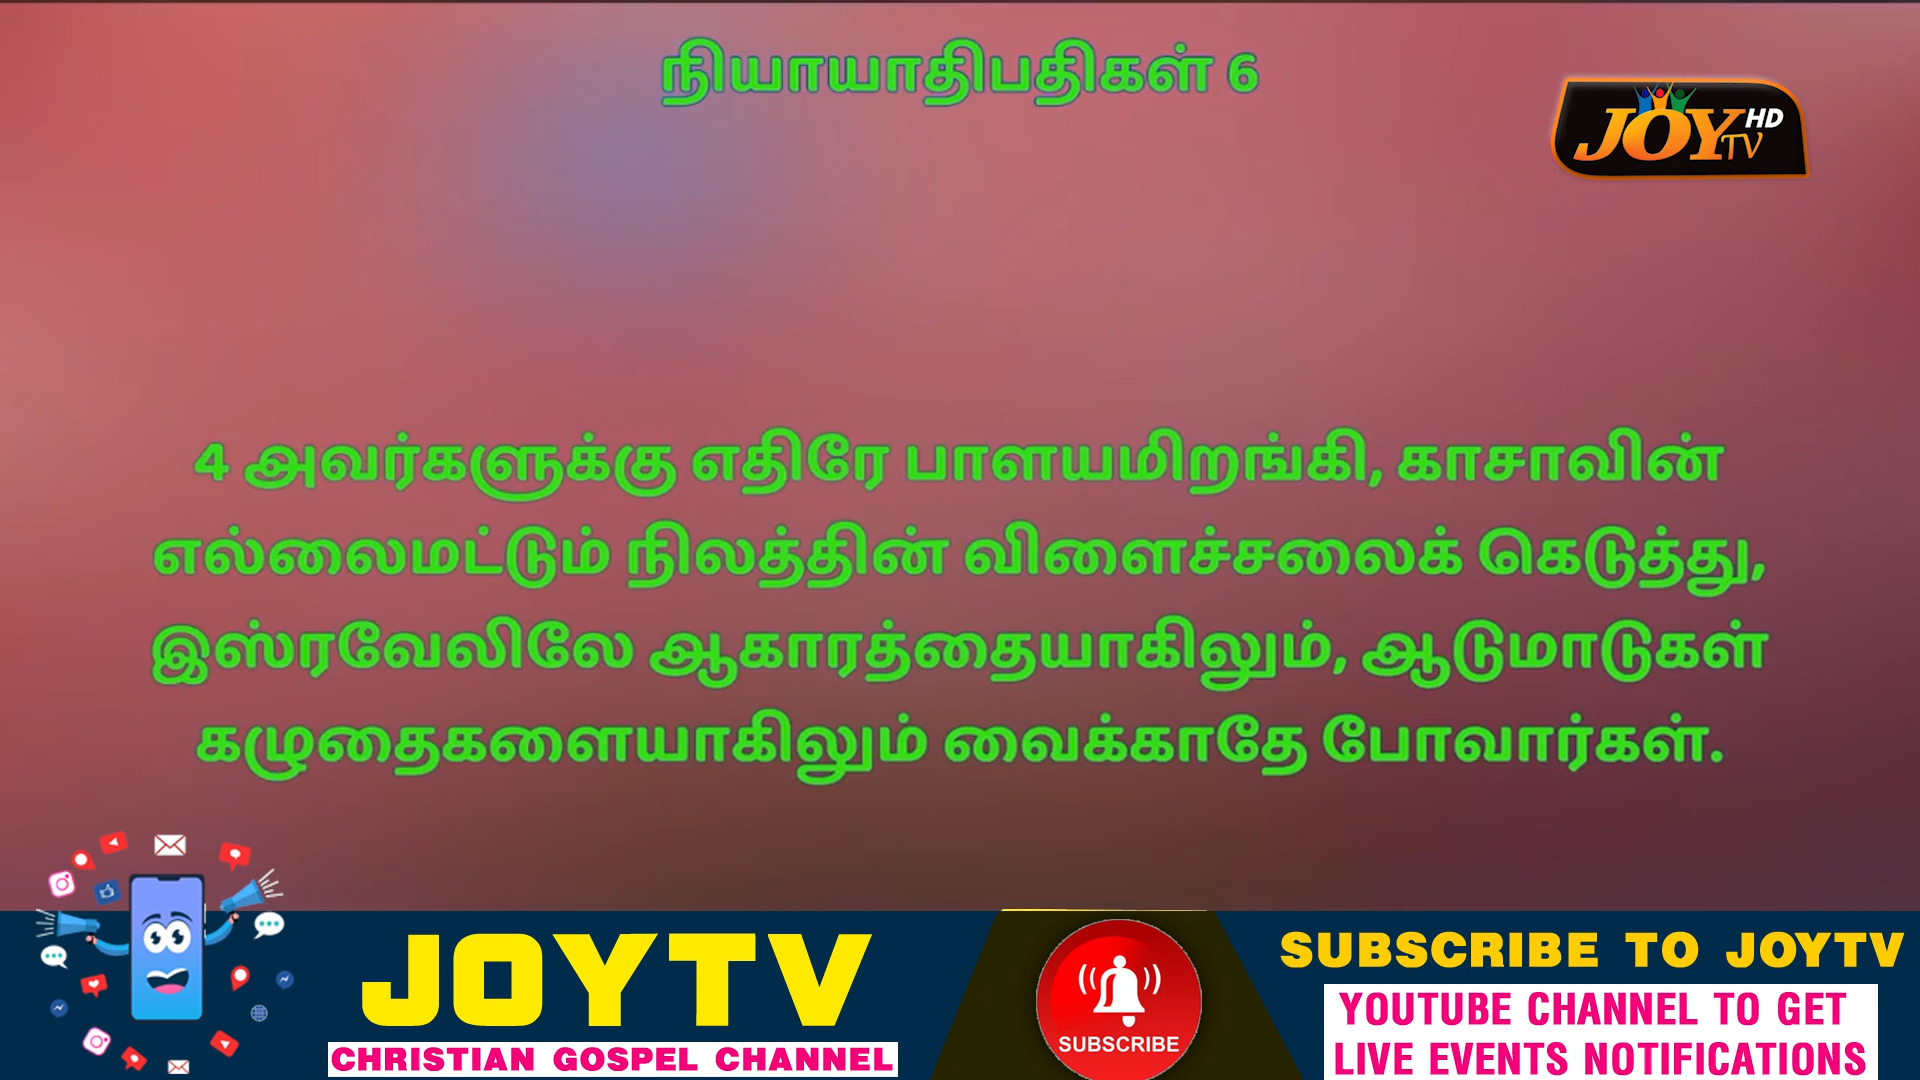 நியாயாதிபதிகள் 6
JOY HD
TV
4 அவர்களுக்கு எதிரே பாளயமிறங்கி, காசாவின்
எல்லைமட்டும் நிலத்தின் விளைச்சலைக் கெடுத்து,
இஸ்ரவேலிலே ஆகாரத்தையாகிலும், ஆடுமாடுகள்
கழுதைகளையாகிலும் வைக்காதே போவார்கள்.
JOYTV
CHRISTIAN GOSPEL CHANNEL
SUBSCRIBE
SUBSCRIBE TO JOYTV
YOUTUBE CHANNEL TO GET
LIVE EVENTS NOTIFICATIONS